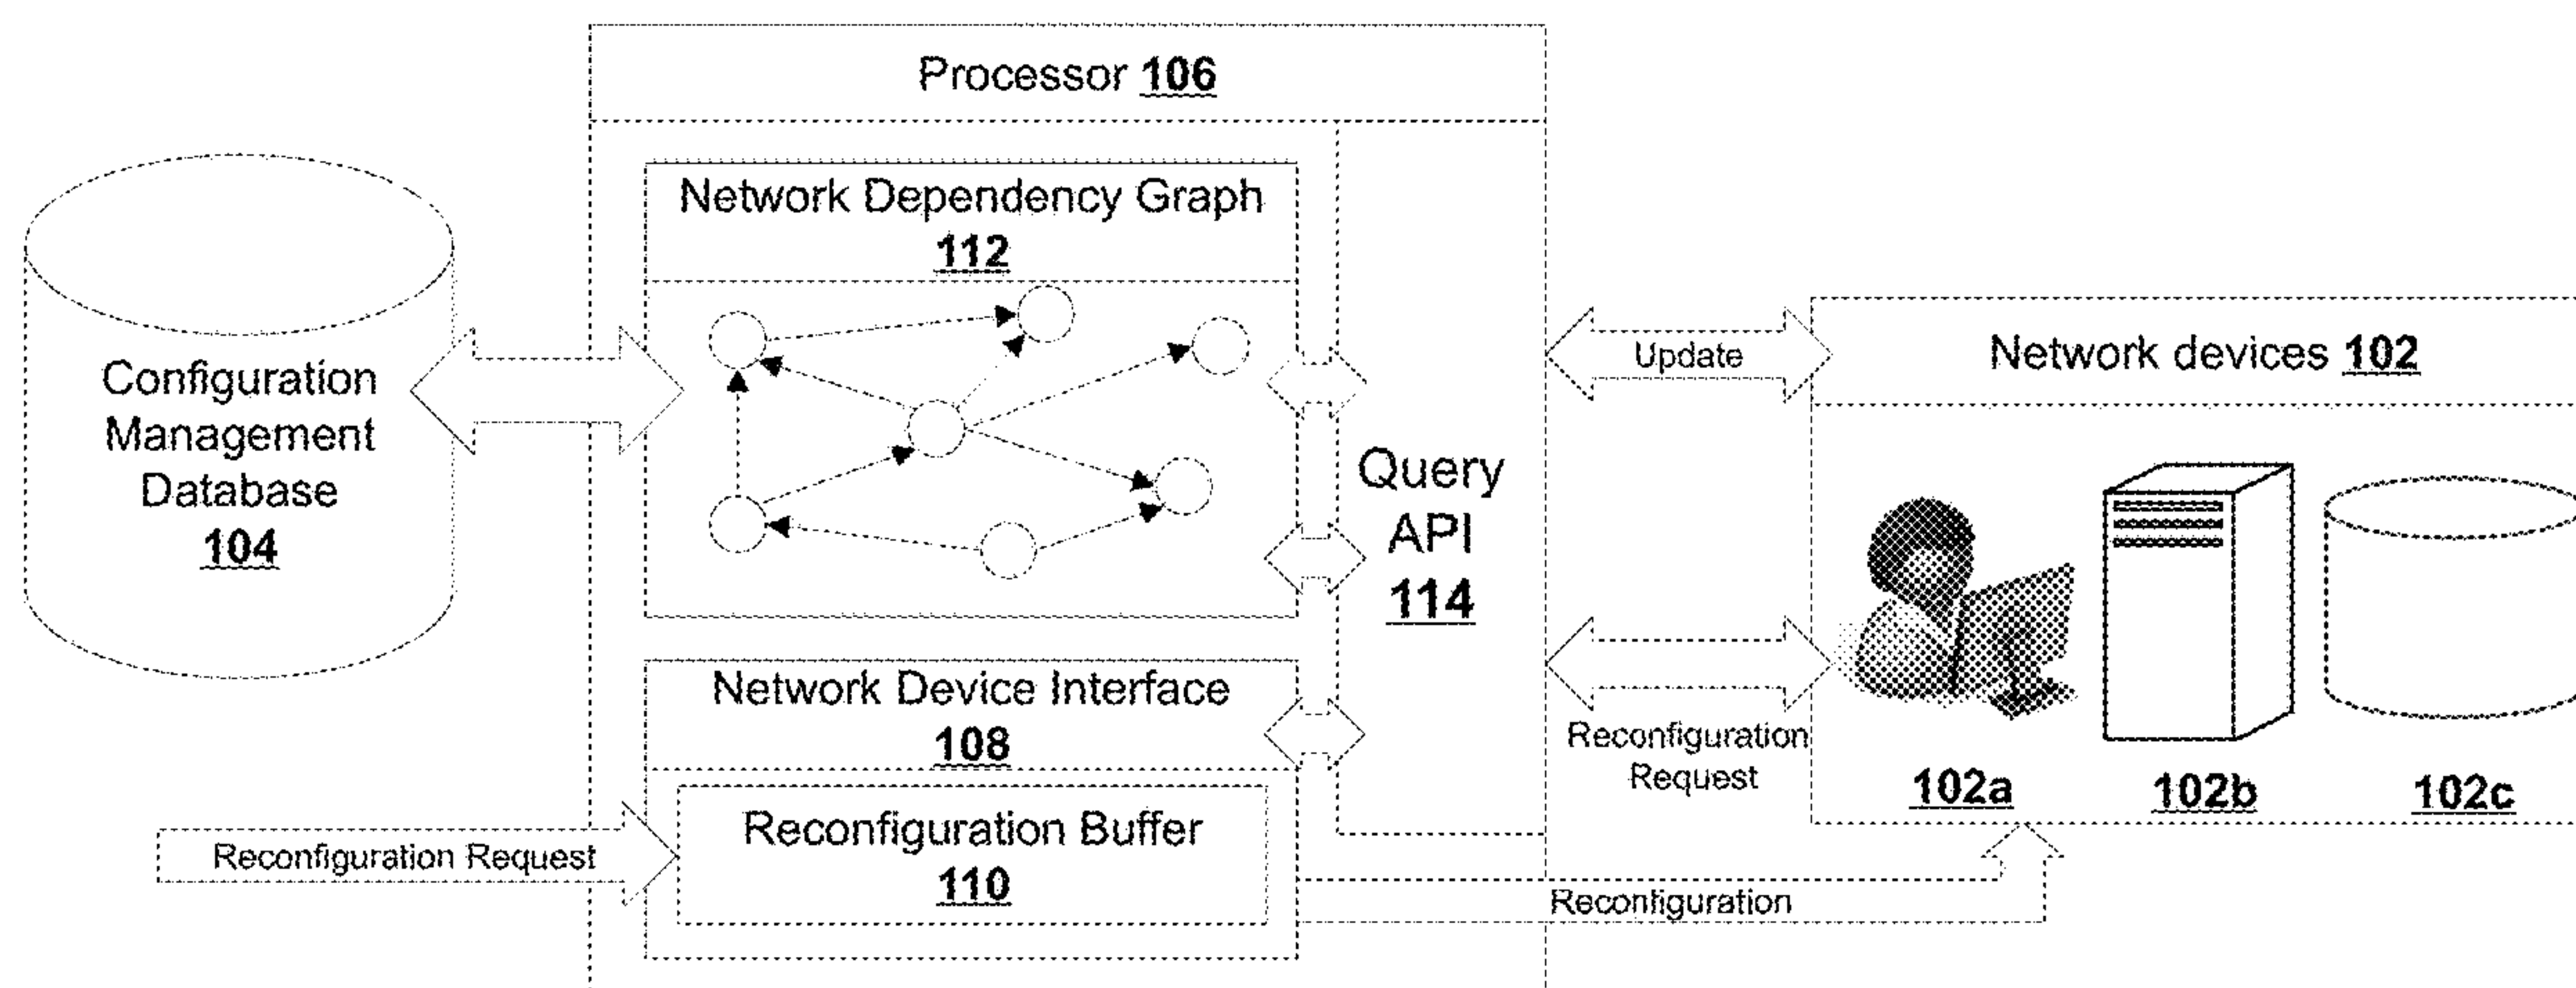 Processor 106
Network Dependency Graph
112
Configuration
Management
Database
104
Query
API
114
Update
Network devices 102
Network Device Interface
108
Reconfiguration
Request
102a
102b
102c
Reconfiguration Request
Reconfiguration Buffer
110
Reconfiguration